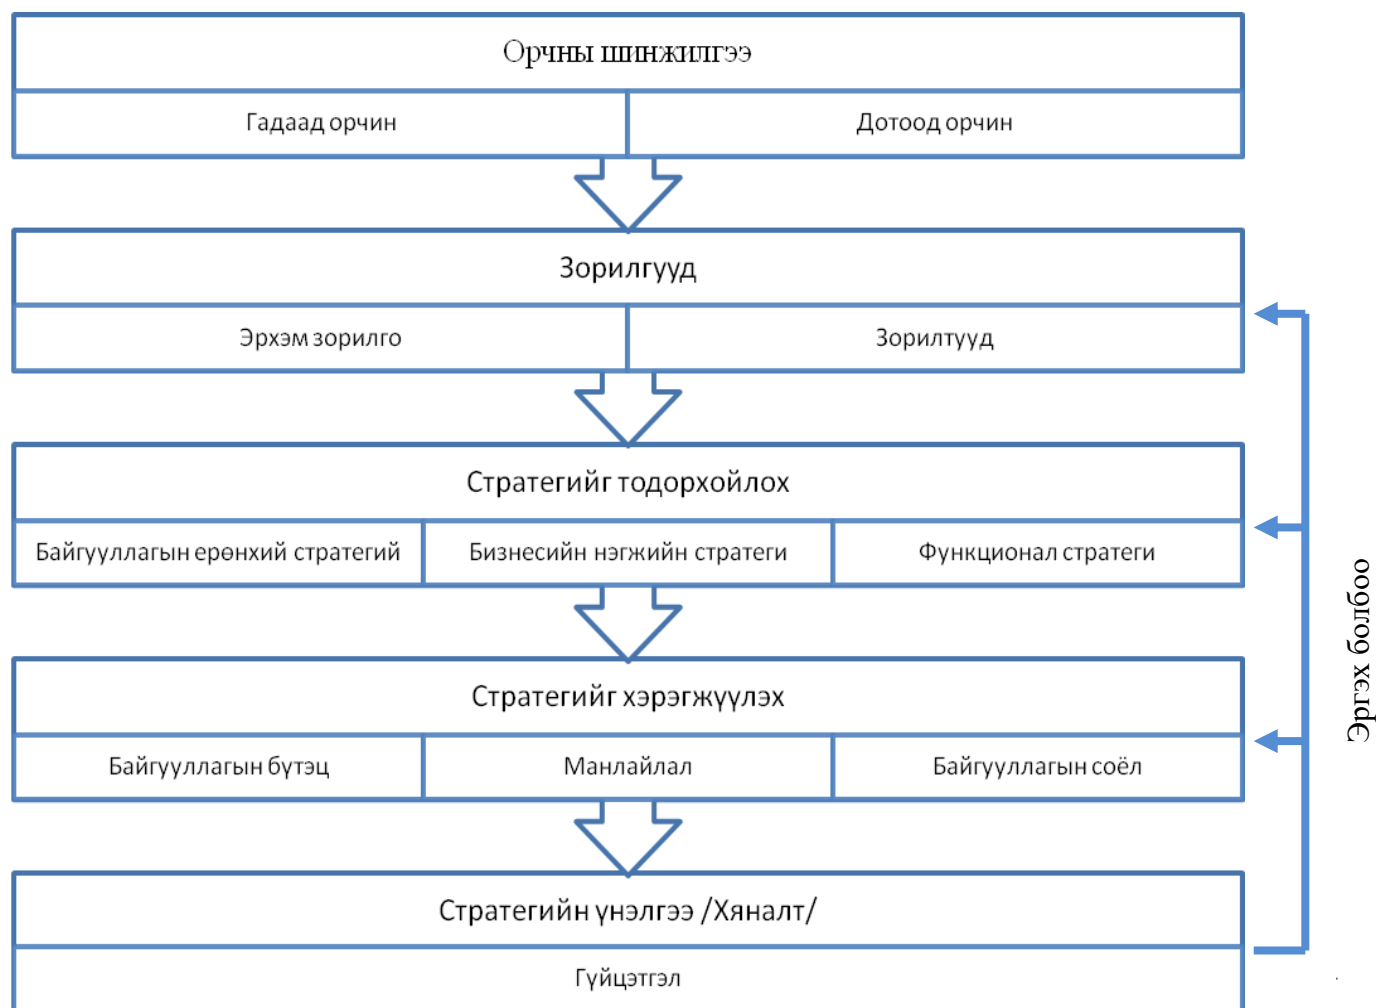 Орчны шинжилгээ
Гадаад орчин
Дотоод орчин
Зорилгууд
Эрхэм зорилго
Зорилтууд
Стратегийг тодорхойлох
Байгууллагын ерөнхий стратегий
Бизнесийн нэгжийн стратеги
Функционал стратеги
Стратегийг хэрэгжүүлэх
Байгууллагын бүтэц
Манлайлал
Байгууллагын соёл
Стратегийн үнэлгээ /Хяналт/
Гүйцэтгэл
Эргэх болбоо